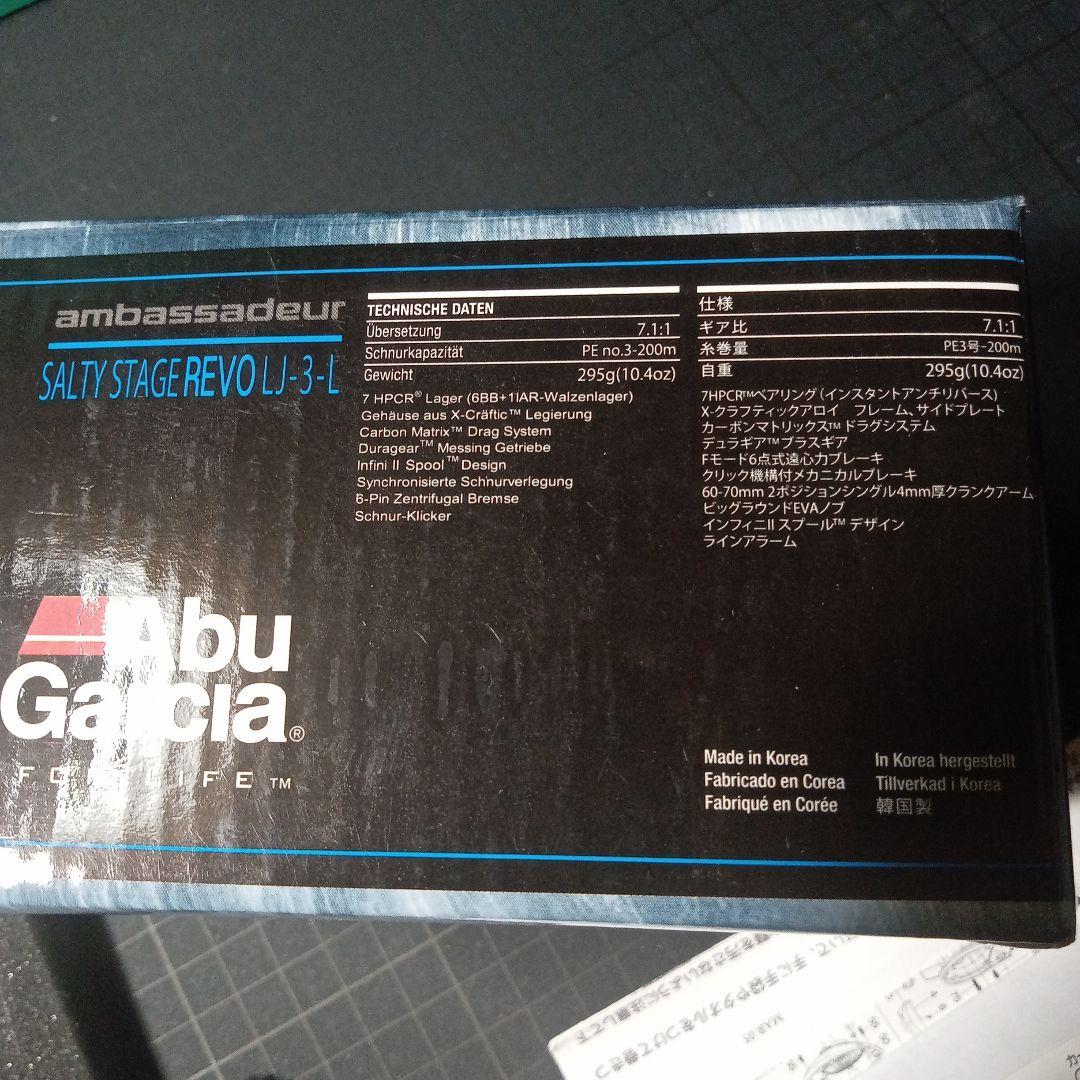 ambassadeur
SALTY STAGE REVO LJ-3-L
TECHNISCHE DATEN
Übersetzung 7.1:1
Schnurkapazität PE no.3-200m
Gewicht 295g(10.4oz)
7 HPCR® Lager (6BB+1IAR-Walzenlager)
Gehäuse aus X-Cräftic™ Legierung
Carbon Matrix™ Drag System
Duragear™ Messing Getriebe
Infini II Spool™ Design
Synchronisierte Schnurverlegung
6-Pin Zentrifugal Bremse
Schnur-Klicker
仕様
ギア比 7.1:1
糸巻量 PE3号-200m
自重 295g(10.4oz)
7HPCR™ベアリング(インスタントアンチリバース)
X-クラフティックアロイ フレーム、サイドプレート
カーボンマトリックス™ ドラグシステム
デュラギア™ブラスギア
Fモード6点式遠心力ブレーキ
クリック機構付メカニカルブレーキ
60-70mm 2ポジションシングル4mm厚クランクアーム
ビッグラウンドEVAノブ
インフィニII スプール™ デザイン
ラインアラーム
Abu
Garcia®
FOR LIFE™
Made in Korea
Fabricado en Corea
Fabriqué en Corée
In Korea hergestellt
Tillverkad i Korea
韓国製